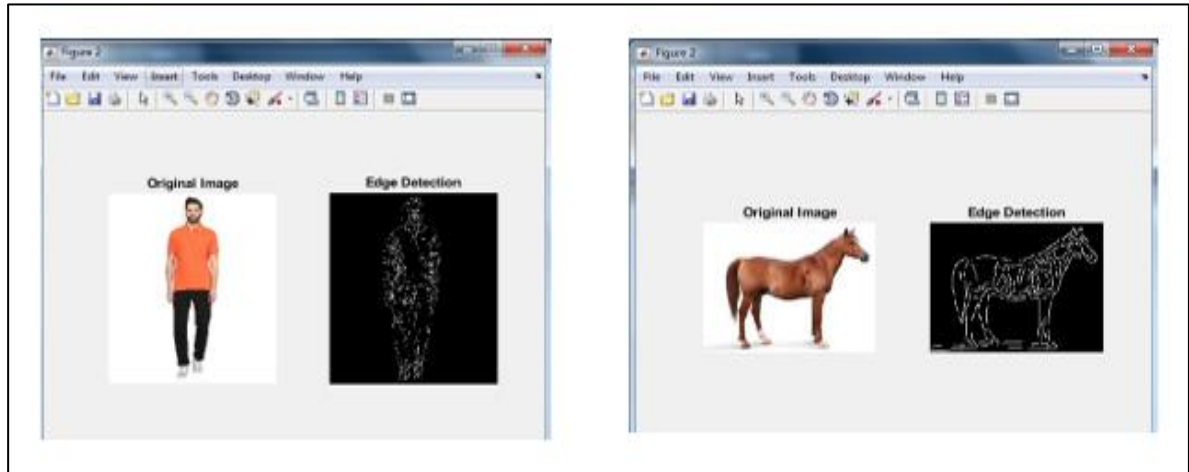 Figure 2
File Edit View Insert Tools Desktop Window Help
Original Image Edge Detection
Figure 2
File Edit View Insert Tools Desktop Window Help
Original Image Edge Detection